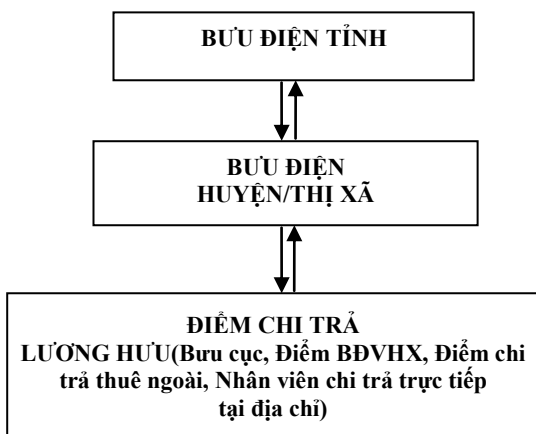 BƯU ĐIỆN TỈNH
BƯU ĐIỆN
HUYỆN/THỊ XÃ
ĐIỂM CHI TRẢ
LƯƠNG HƯU(Bưu cục, Điểm BĐVHX, Điểm chi
trả thuê ngoài, Nhân viên chi trả trực tiếp
tại địa chỉ)